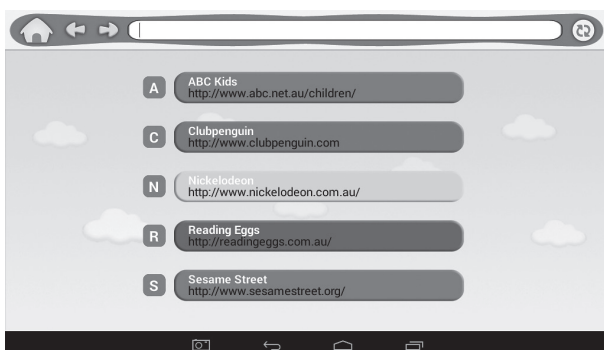 A
ABC Kids
http://www.abc.net.au/children/
C
Clubpenguin
http://www.clubpenguin.com
N
Nickelodeon
http://www.nickelodeon.com.au/
R
Reading Eggs
http://readingeggs.com.au/
S
Sesame Street
http://www.sesamestreet.org/